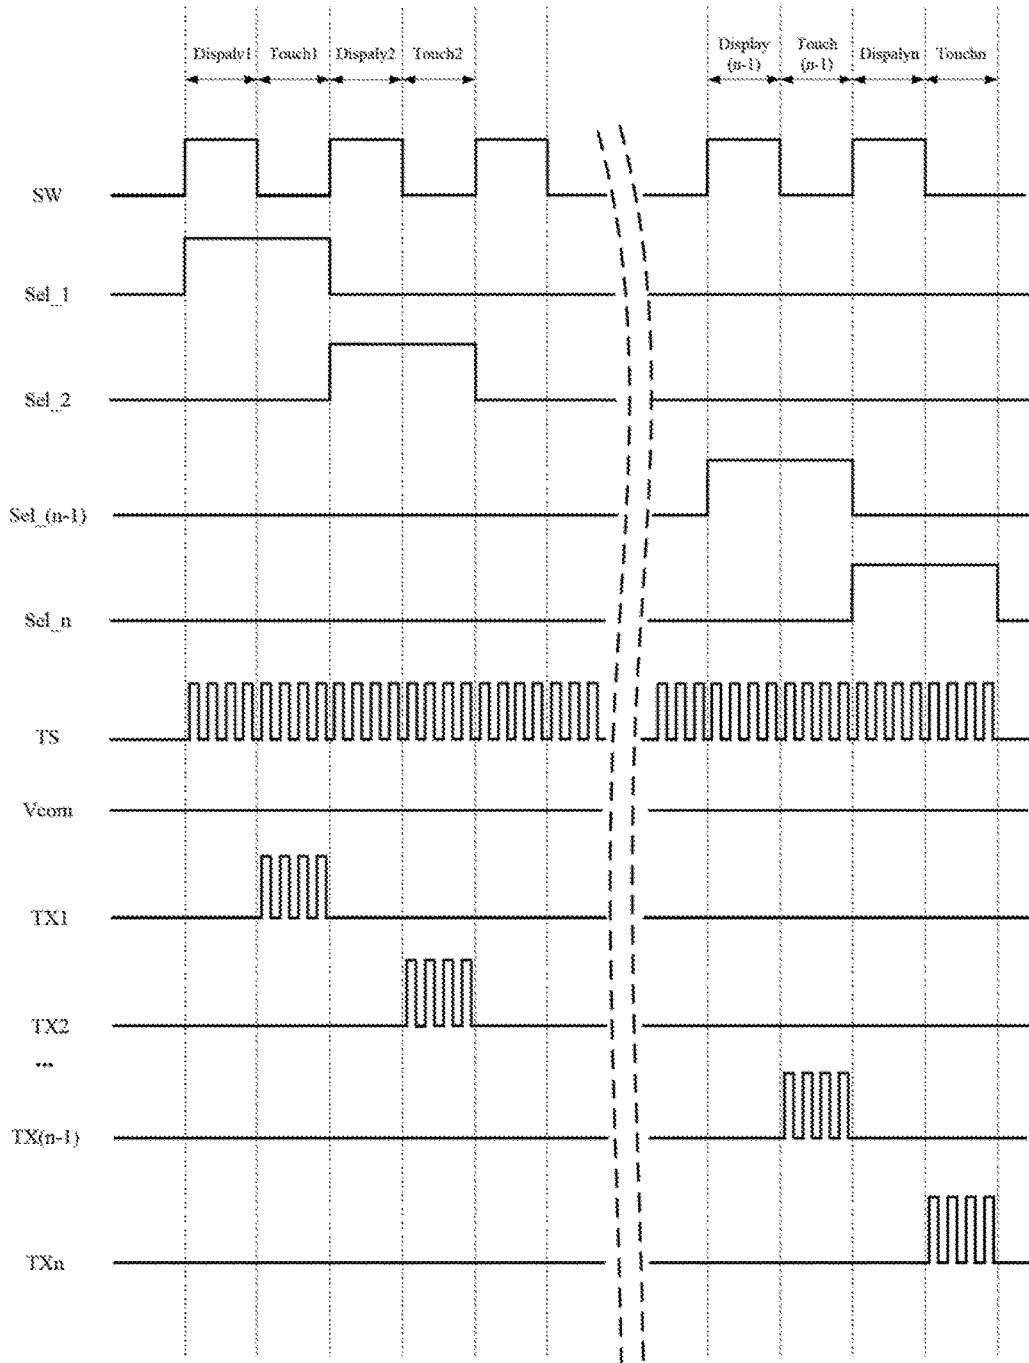 Dispaly1 Touch1 Dispaly2 Touch2 Display Touch Dispalyn Touchn
(n-1) (n-1)
SW
Sel_1
Sel_2
Sel_(n-1)
Sel_n
TS
Vcom
TX1
TX2
...
TX(n-1)
TXn